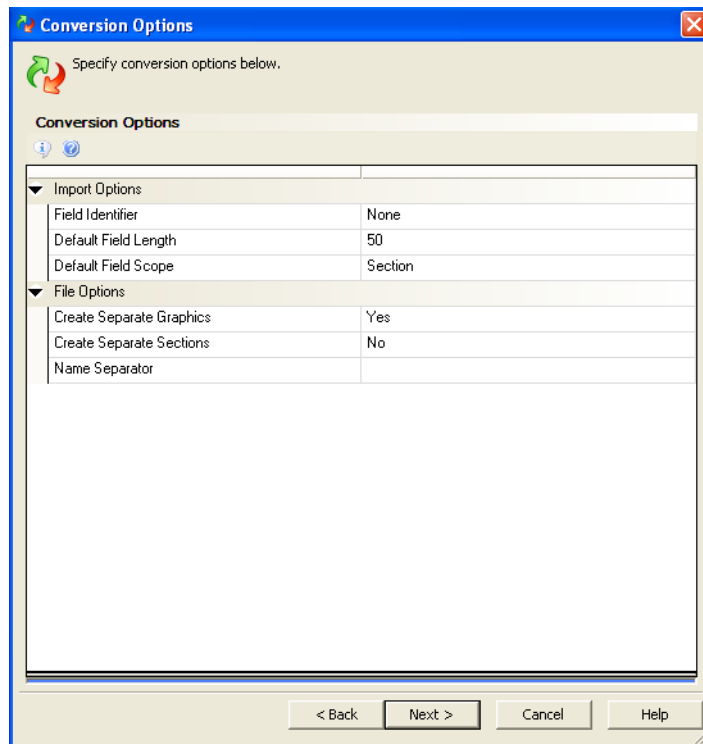 Conversion Options
Specify conversion options below.
Conversion Options
Import Options
Field Identifier None
Default Field Length 50
Default Field Scope Section
File Options
Create Separate Graphics Yes
Create Separate Sections No
Name Separator
< Back Next > Cancel Help